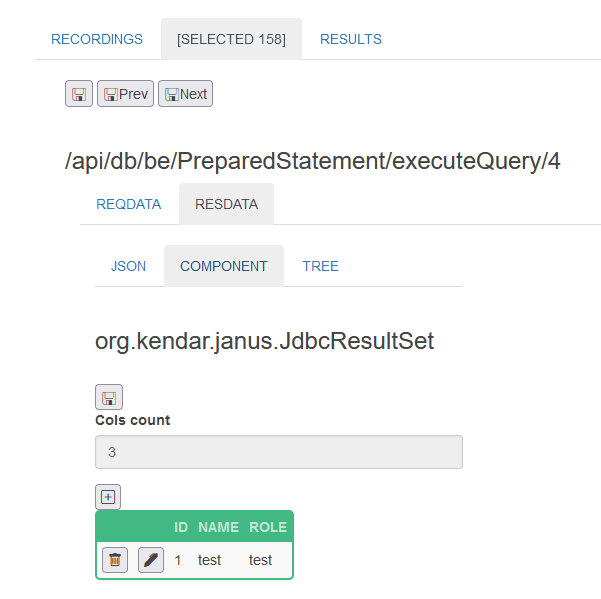 RECORDINGS [SELECTED 158] RESULTS
Prev Next
/api/db/be/PreparedStatement/executeQuery/4
REQDATA RESDATA
JSON COMPONENT TREE
org.kendar.janus.JdbcResultSet
Cols count
3
ID NAME ROLE
1 test test